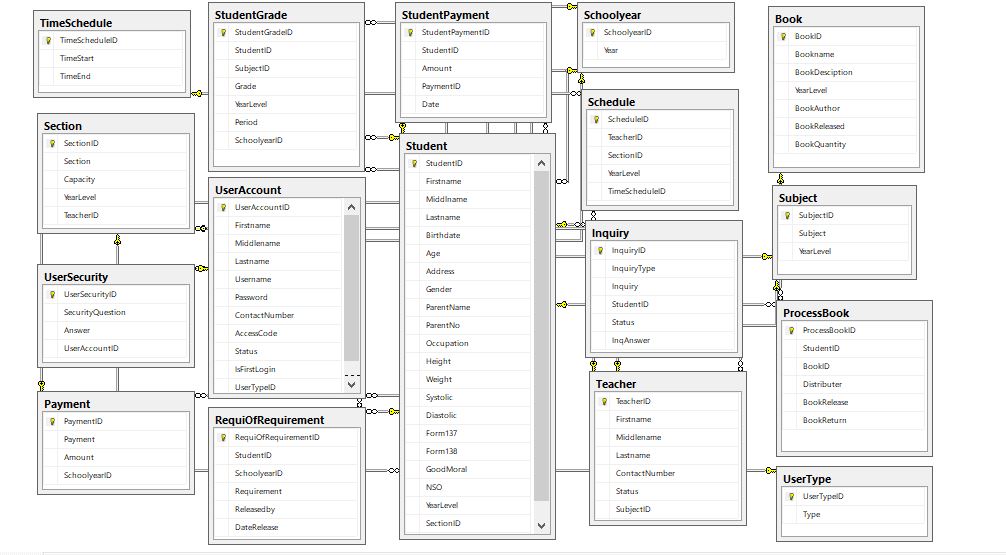 TimeSchedule
TimeScheduleID
TimeStart
TimeEnd
StudentGrade
StudentGradeID
StudentID
SubjectID
Grade
YearLevel
Period
SchoolyearID
StudentPayment
StudentPaymentID
StudentID
Amount
PaymentID
Date
Schoolyear
SchoolyearID
Year
Book
BookID
Bookname
BookDesciption
YearLevel
BookAuthor
BookReleased
BookQuantity
Section
SectionID
Section
Capacity
YearLevel
TeacherID
UserAccount
UserAccountID
Firstname
Middlename
Lastname
Username
Password
ContactNumber
AccessCode
Status
IsFirstLogin
UserTypeID
Student
StudentID
Firstname
Middlname
Lastname
Birthdate
Age
Address
Gender
ParentName
ParentNo
Occupation
Height
Weight
Systolic
Diastolic
Form137
Form138
GoodMoral
NSO
YearLevel
SectionID
Schedule
ScheduleID
TeacherID
SectionID
YearLevel
TimeScheduleID
Subject
SubjectID
Subject
YearLevel
Inquiry
InquiryID
InquiryType
Inquiry
StudentID
Status
InqAnswer
UserSecurity
UserSecurityID
SecurityQuestion
Answer
UserAccountID
ProcessBook
ProcessBookID
StudentID
BookID
Distributer
BookRelease
BookReturn
Payment
PaymentID
Payment
Amount
SchoolyearID
RequiOfRequirement
RequiOfRequirementID
StudentID
SchoolyearID
Requirement
Releasedby
DateRelease
Teacher
TeacherID
Firstname
Middlename
Lastname
ContactNumber
Status
SubjectID
UserType
UserTypeID
Type